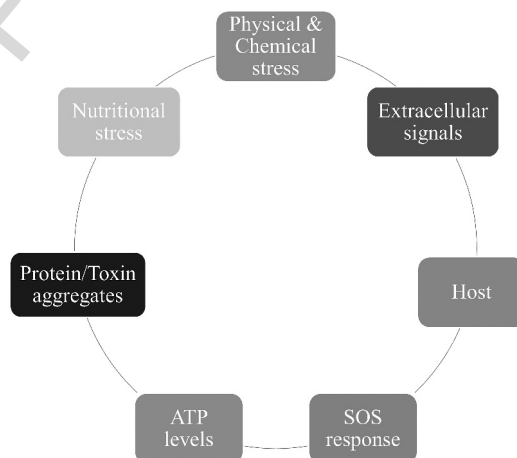 Physical &
Chemical
stress
Extracellular
signals
Host
SOS
response
ATP
levels
Protein/Toxin
aggregates
Nutritional
stress